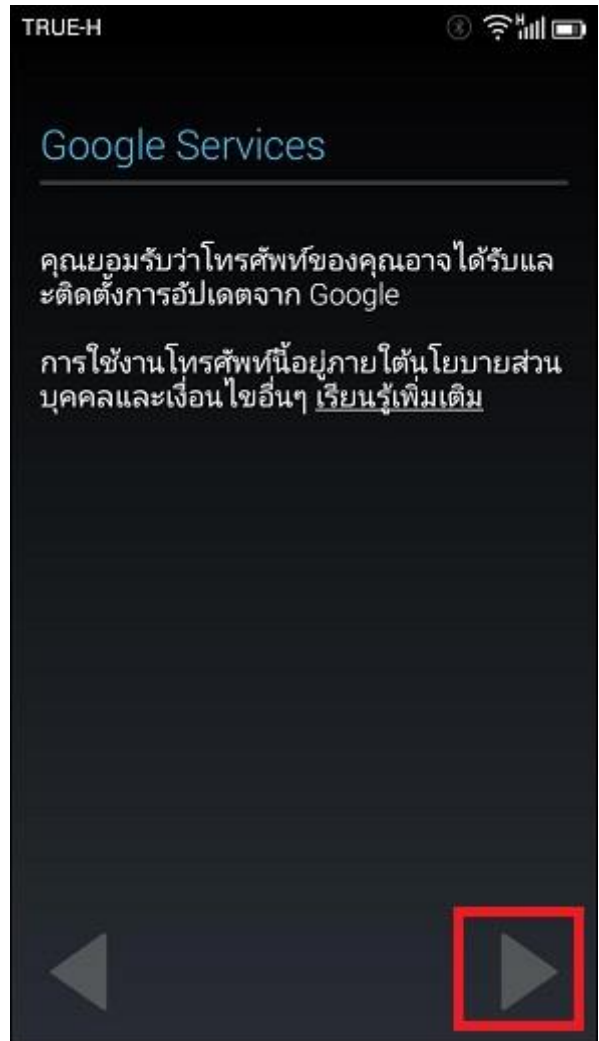 TRUE-H
H
Google Services
คุณยอมรับว่าโทรศัพท์ของคุณอาจได้รับแล
ะติดตั้งการอัปเดตจาก Google
การใช้งานโทรศัพท์นี้อยู่ภายใต้นโยบายส่วน
บุคคลและเงื่อนไขอื่นๆ เรียนรู้เพิ่มเติม